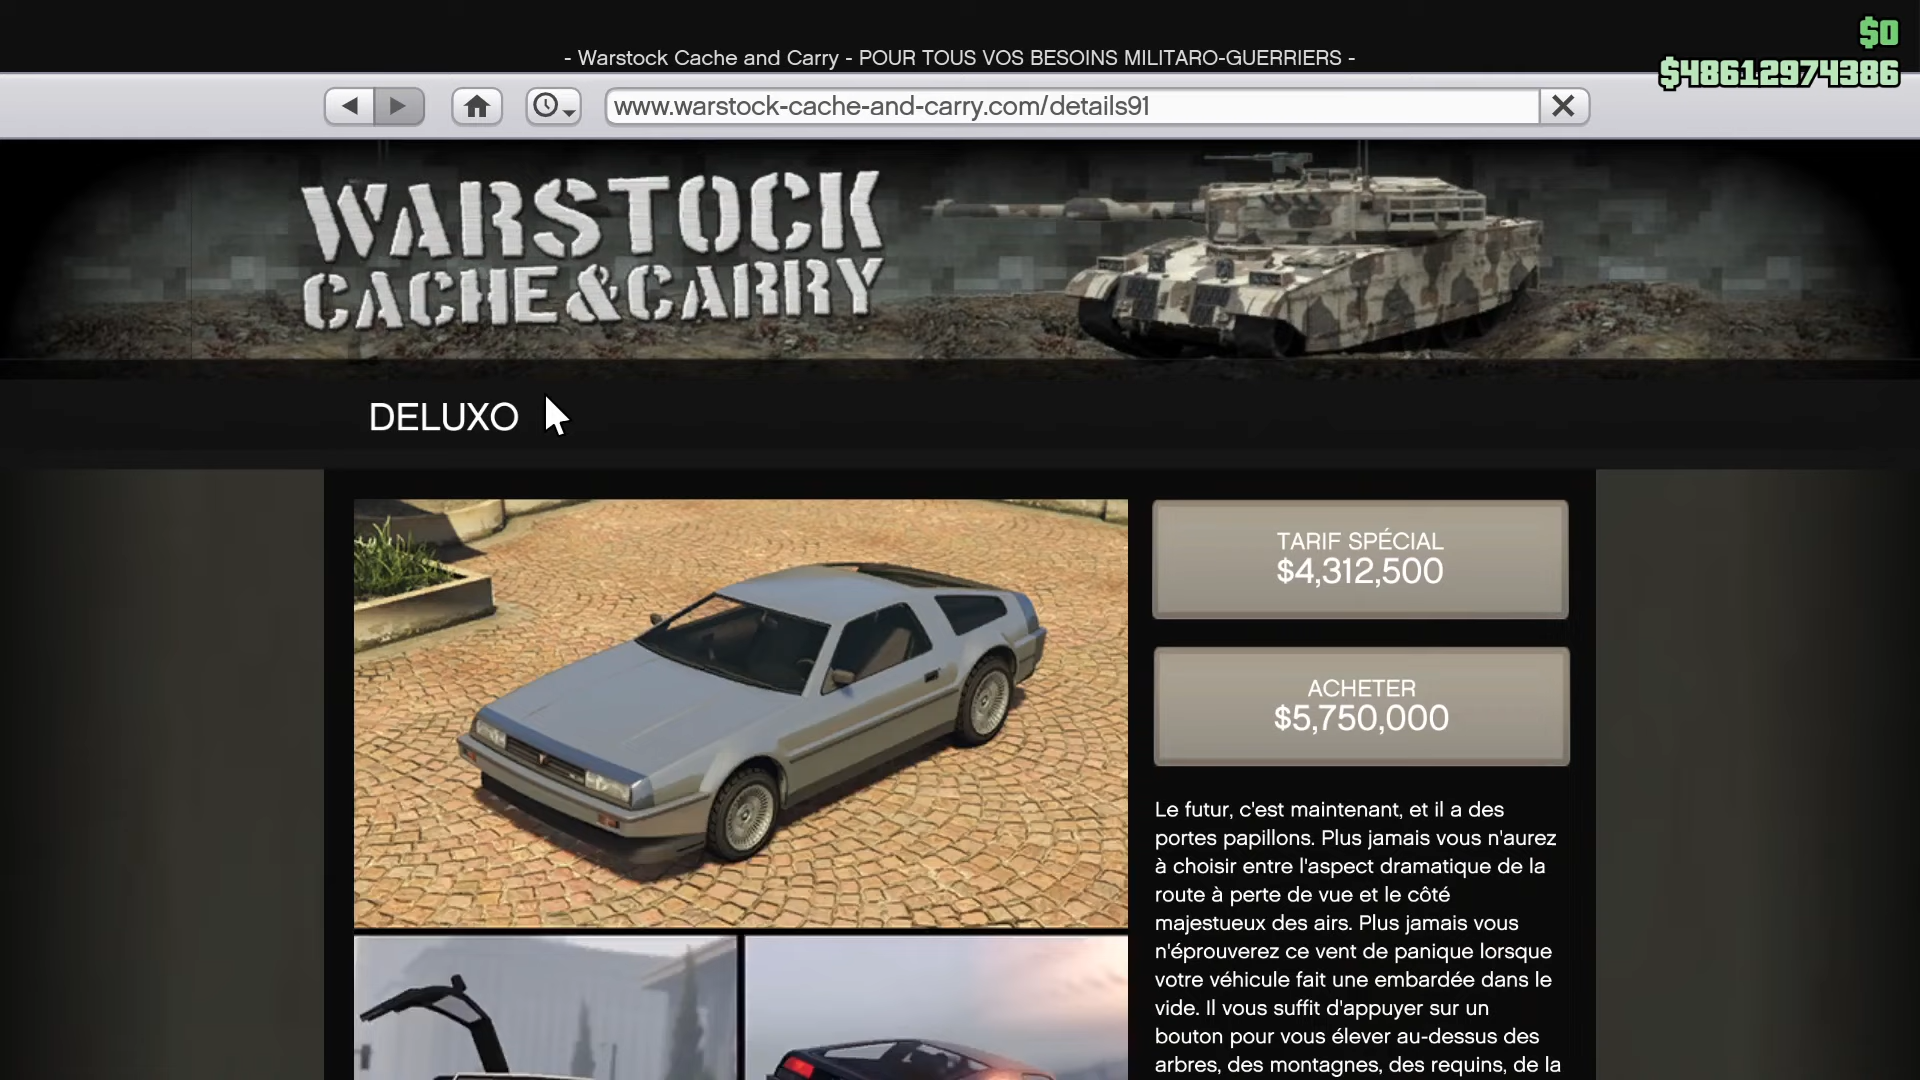 $0
- Warstock Cache and Carry - POUR TOUS VOS BESOINS MILITARO-GUERRIERS -
$48612974386
www.warstock-cache-and-carry.com/details91
WARSTOCK
CACHE & CARRY
DELUXO
TARIF SPÉCIAL
$4,312,500
ACHETER
$5,750,000
Le futur, c'est maintenant, et il a des
portes papillons. Plus jamais vous n'aurez
à choisir entre l'aspect dramatique de la
route à perte de vue et le côté
majestueux des airs. Plus jamais vous
n'éprouverez ce vent de panique lorsque
votre véhicule fait une embardée dans le
vide. Il vous suffit d'appuyer sur un
bouton pour vous élever au-dessus des
arbres, des montagnes, des requins, de la